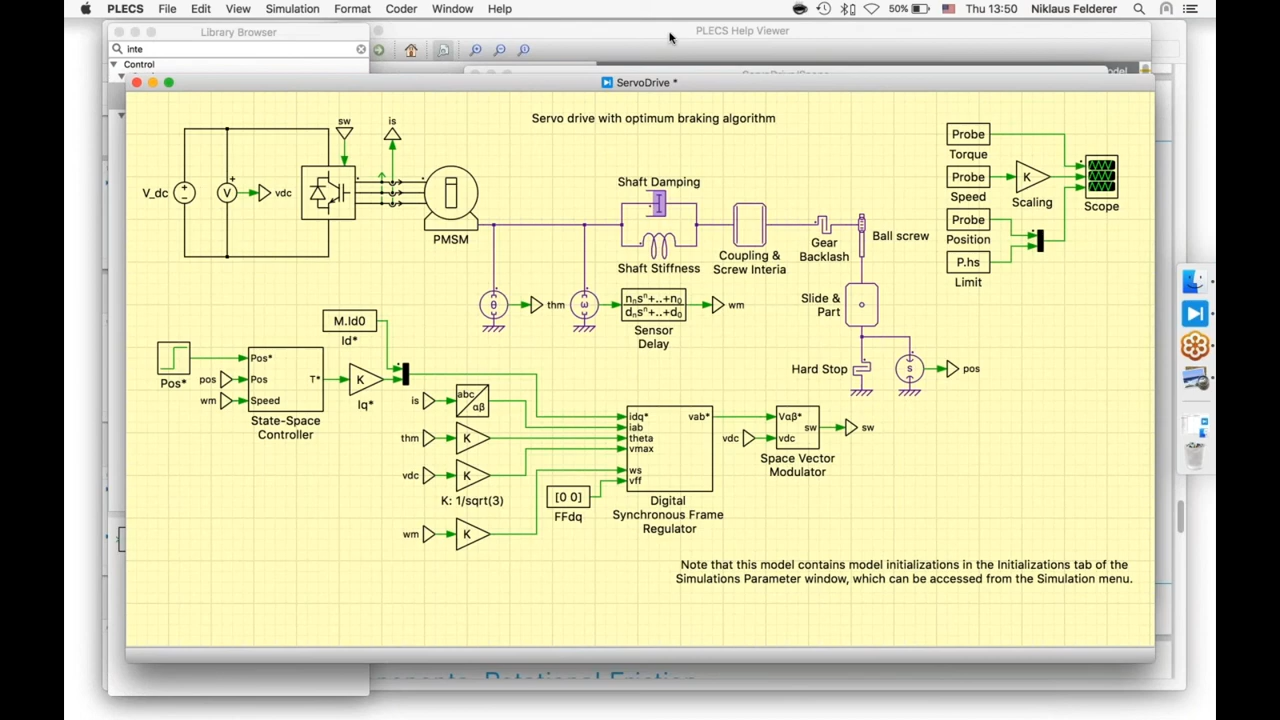 PLECS File Edit View Simulation Format Coder Window Help 50% Thu 13:50 Niklaus Felderer
Library Browser
PLECS Help Viewer
inte
Control
ServoDrive *
Servo drive with optimum braking algorithm
sw
is
V_dc
V
vdc
PMSM
Shaft Damping
Shaft Stiffness
Coupling &
Screw Interia
Gear
Backlash
Ball screw
Probe
Torque
Probe
Speed
K
Scaling
Scope
Probe
Position
P.hs
Limit
θ
thm
ω
nnsn+..+n0
dnsn+..+d0
Sensor
Delay
wm
Slide &
Part
Hard Stop
s
pos
M.Id0
Id*
Pos*
pos
wm
Pos*
Pos
Speed
T*
State-Space
Controller
K
Iq*
is
abc
αβ
thm
K
vdc
K
K: 1/sqrt(3)
wm
K
[0 0]
FFdq
idq*
iab
theta
vmax
ws
vff
vab*
Digital
Synchronous Frame
Regulator
vdc
Vαβ*
sw
vdc
Space Vector
Modulator
sw
Note that this model contains model initializations in the Initializations tab of the
Simulations Parameter window, which can be accessed from the Simulation menu.